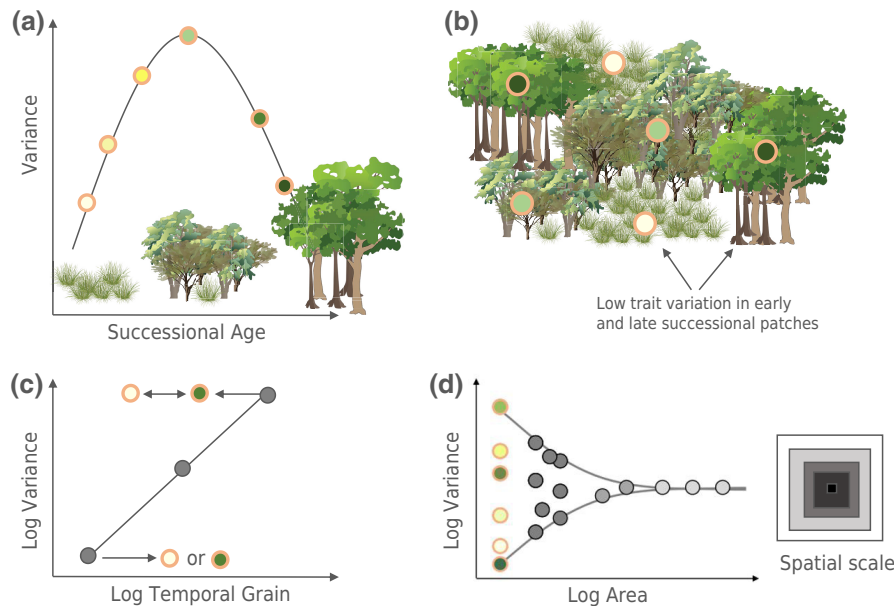 (a)
Variance
Successional Age
(b)
Low trait variation in early
and late successional patches
(c)
Log Variance
or
Log Temporal Grain
(d)
Log Variance
Log Area
Spatial scale